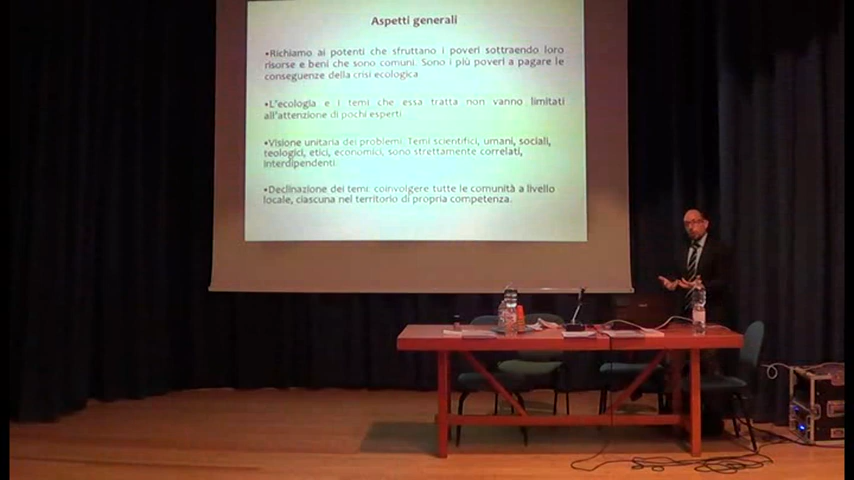 Aspetti generali
•Richiamo ai potenti che sfruttano i poveri sottraendo loro
risorse e beni che sono comuni. Sono i più poveri a pagare le
conseguenze della crisi ecologica
•L'ecologia e i temi che essa tratta non vanno limitati
all'attenzione di pochi esperti
•Visione unitaria dei problemi. Temi scientifici, umani, sociali,
teologici, etici, economici, sono strettamente correlati,
interdipendenti
•Declinazione dei temi: coinvolgere tutte le comunità a livello
locale, ciascuna nel territorio di propria competenza.